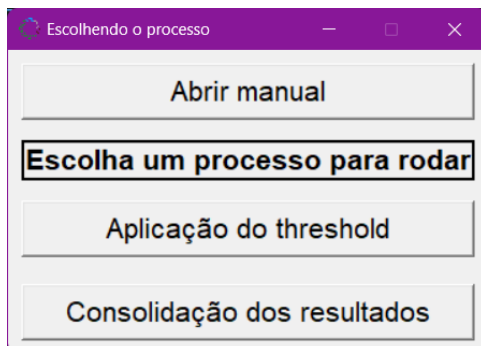 Escolhendo o processo
Abrir manual
Escolha um processo para rodar
Aplicação do threshold
Consolidação dos resultados